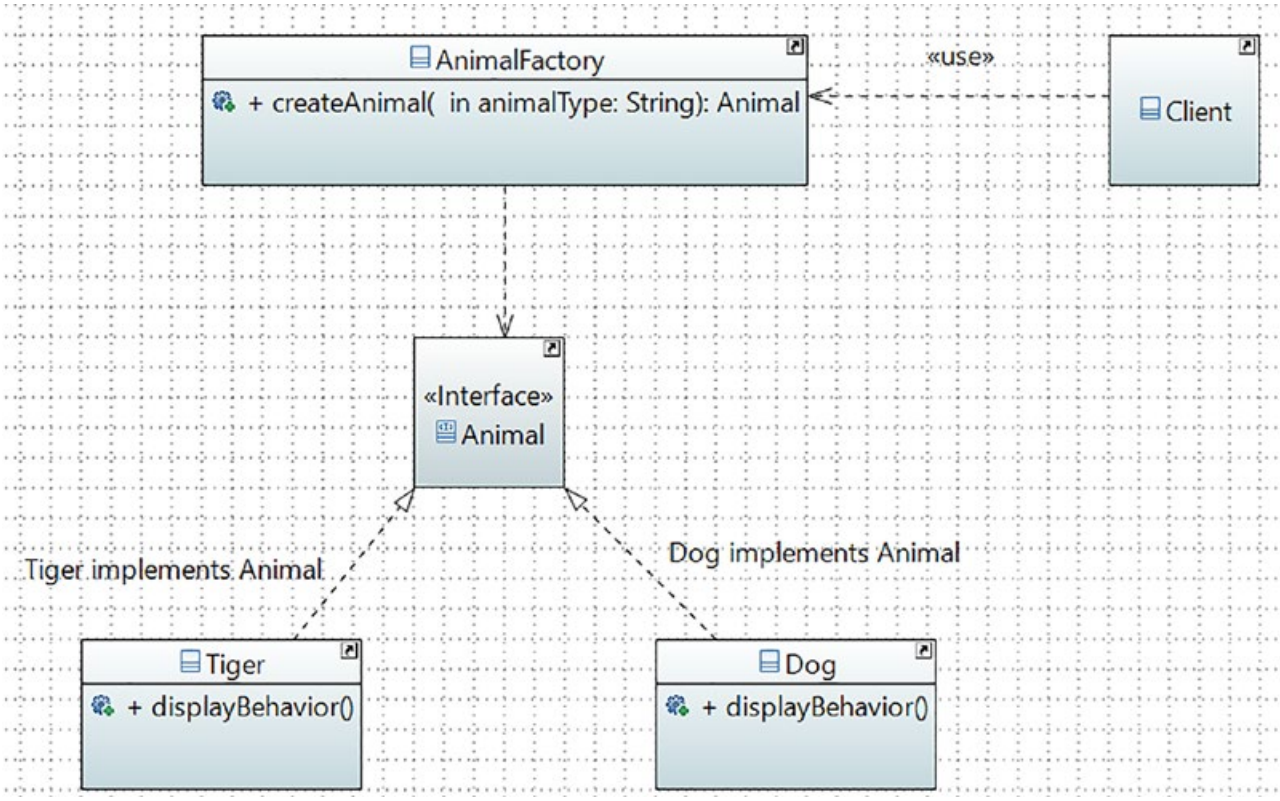 AnimalFactory
+ createAnimal( in animalType: String): Animal
«use»
Client
«Interface»
Animal
Tiger implements Animal
Dog implements Animal
Tiger
+ displayBehavior()
Dog
+ displayBehavior()